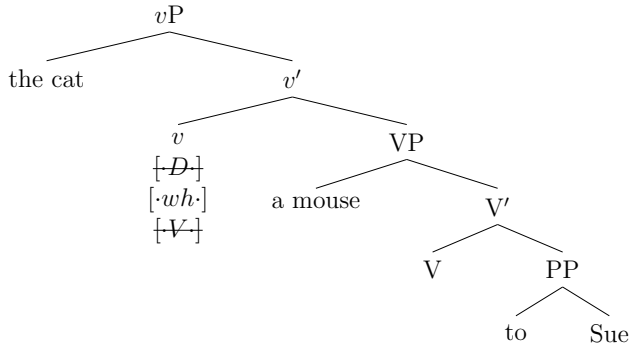 vP
the cat v′
v VP
[·D·]
[·wh·] a mouse V′
[·V·]
V PP
to Sue